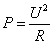 P = U²/R